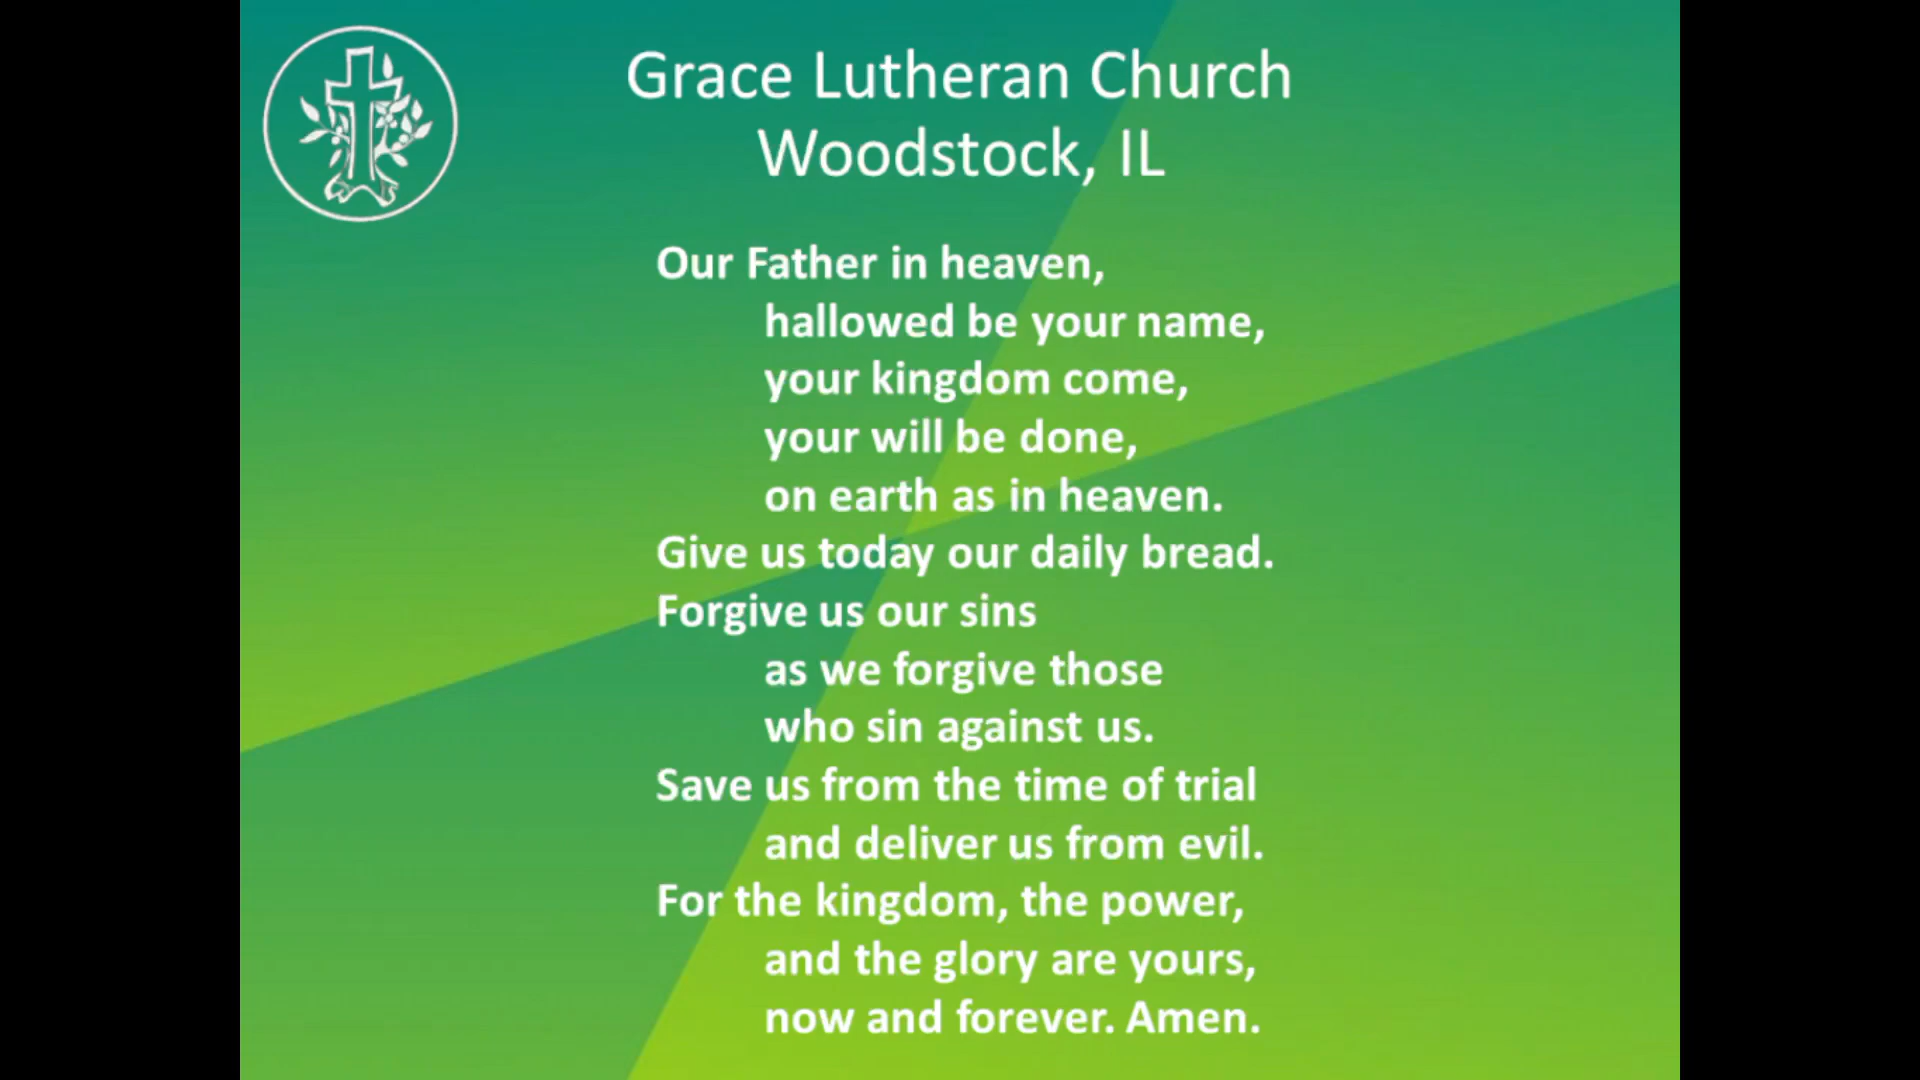 Grace Lutheran Church
Woodstock, IL
Our Father in heaven,
hallowed be your name,
your kingdom come,
your will be done,
on earth as in heaven.
Give us today our daily bread.
Forgive us our sins
as we forgive those
who sin against us.
Save us from the time of trial
and deliver us from evil.
For the kingdom, the power,
and the glory are yours,
now and forever. Amen.